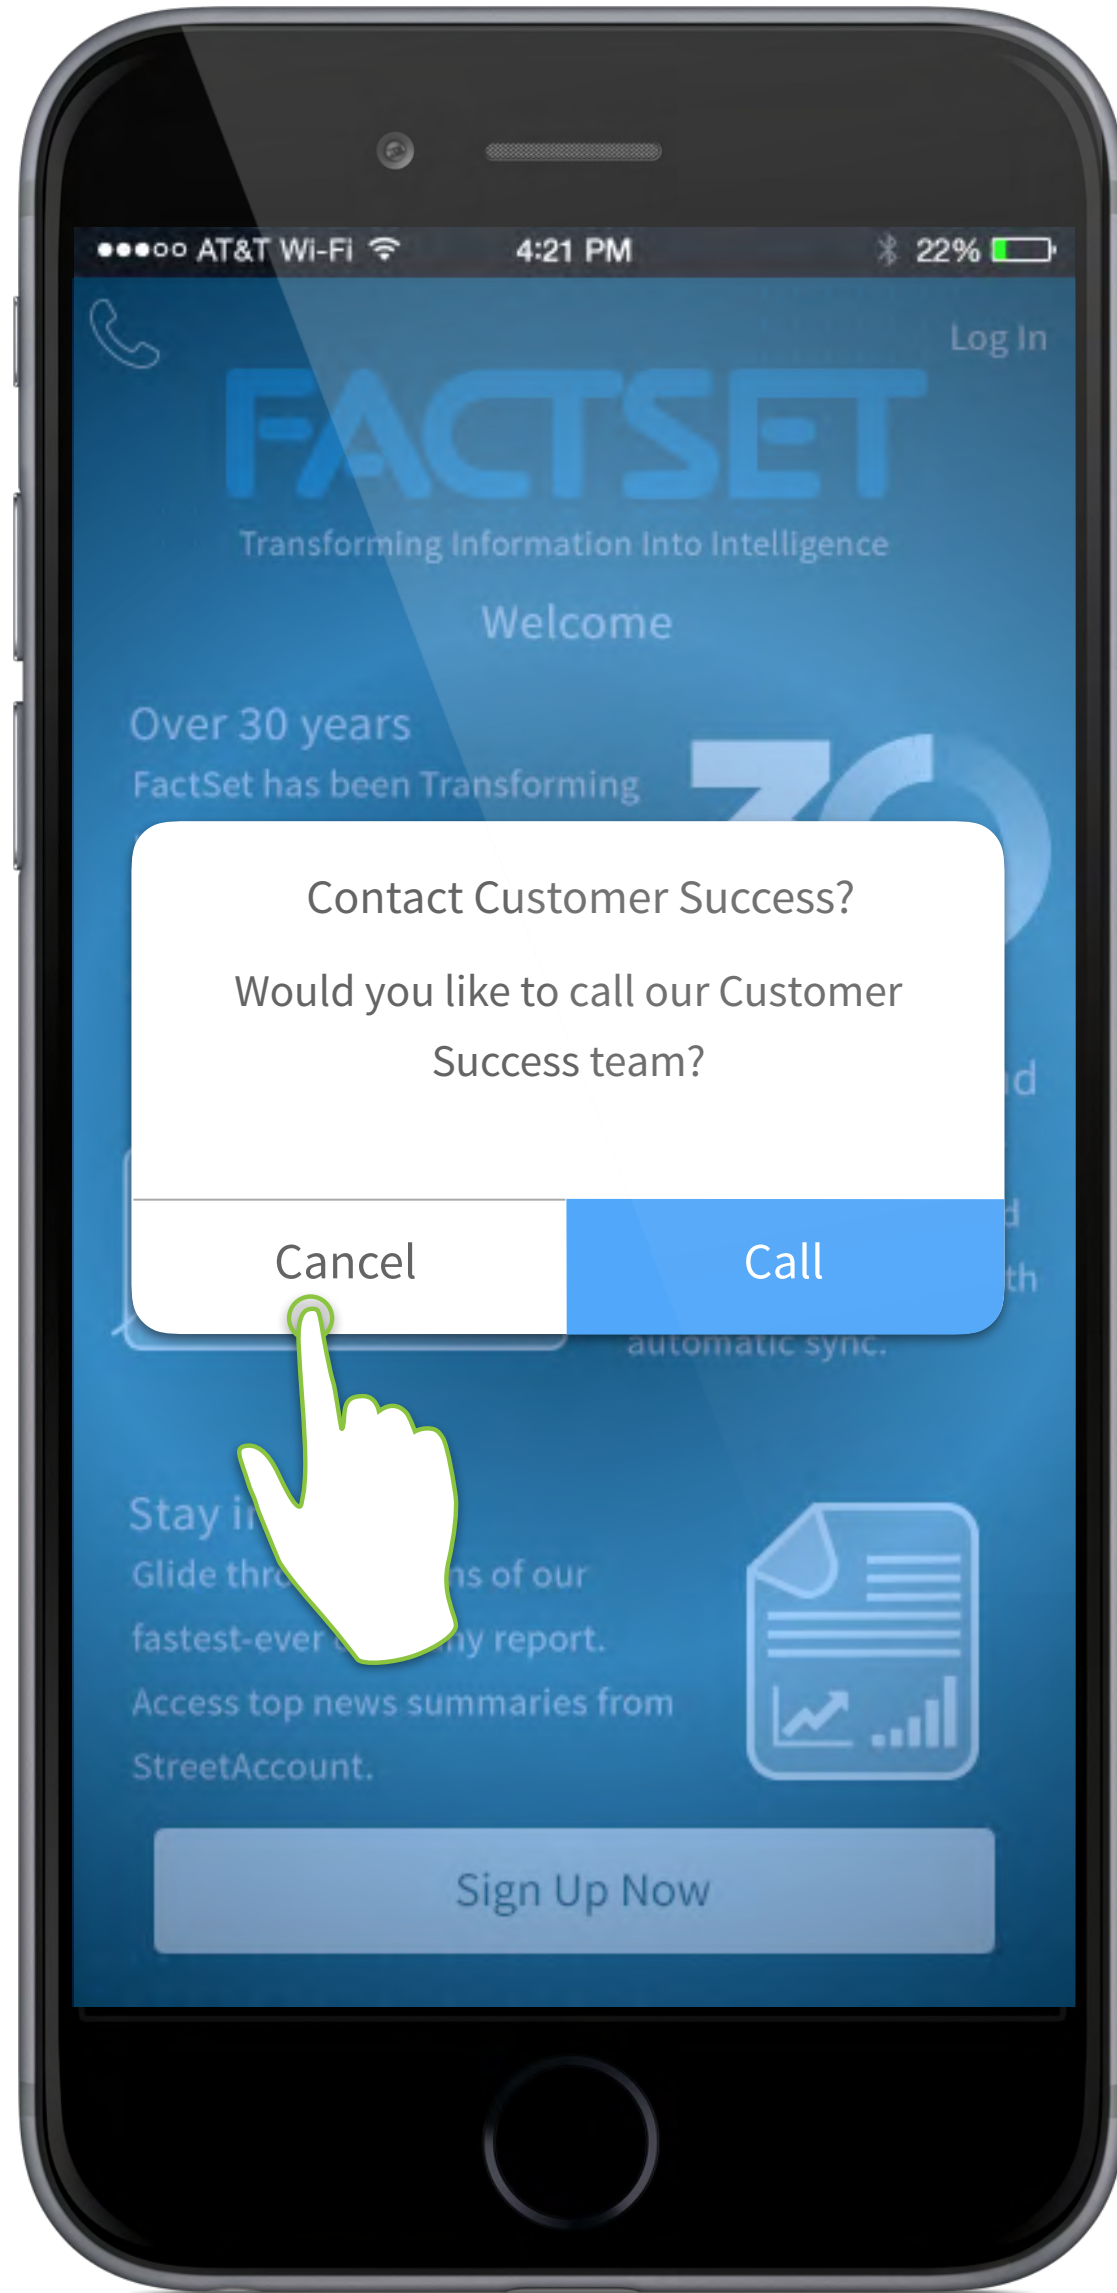 AT&T Wi-Fi 4:21 PM 22%
Log In
FACTSET
Transforming Information Into Intelligence
Welcome
Over 30 years
FactSet has been Transforming
30
Contact Customer Success?
Would you like to call our Customer
Success team?
Cancel Call
automatic sync.
Stay
Glide of our
fastest-ever report.
Access top news summaries from
StreetAccount.
Sign Up Now